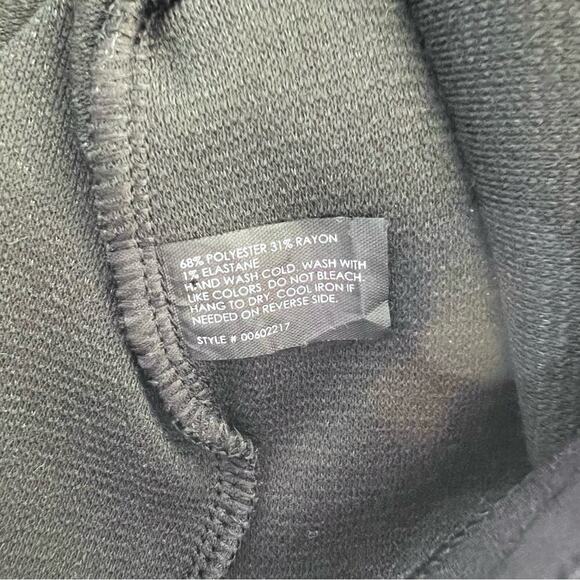 68% POLYESTER 31% RAYON
1% ELASTANE
HAND WASH COLD, WASH WITH
LIKE COLORS. DO NOT BLEACH.
HANG TO DRY. COOL IRON IF
NEEDED ON REVERSE SIDE.
STYLE # 00602217